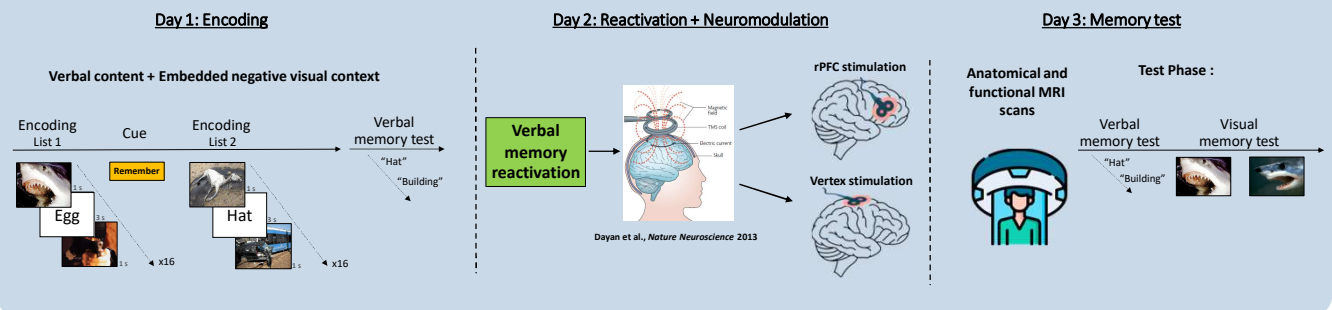 Day 1: Encoding
Verbal content + Embedded negative visual context
Encoding
List 1
Cue
Encoding
List 2
Verbal
memory test
Remember
"Hat"
"Building"
1 s
Egg
3 s
1 s
x16
1 s
Hat
3 s
1 s
x16
Day 2: Reactivation + Neuromodulation
Verbal
memory
reactivation
Magnetic
Field
TMS coil
Electric current
Skull
Dayan et al., Nature Neuroscience 2013
rPFC stimulation
Vertex stimulation
Day 3: Memory test
Anatomical and
functional MRI
scans
Test Phase :
Verbal
memory test
Visual
memory test
"Hat"
"Building"